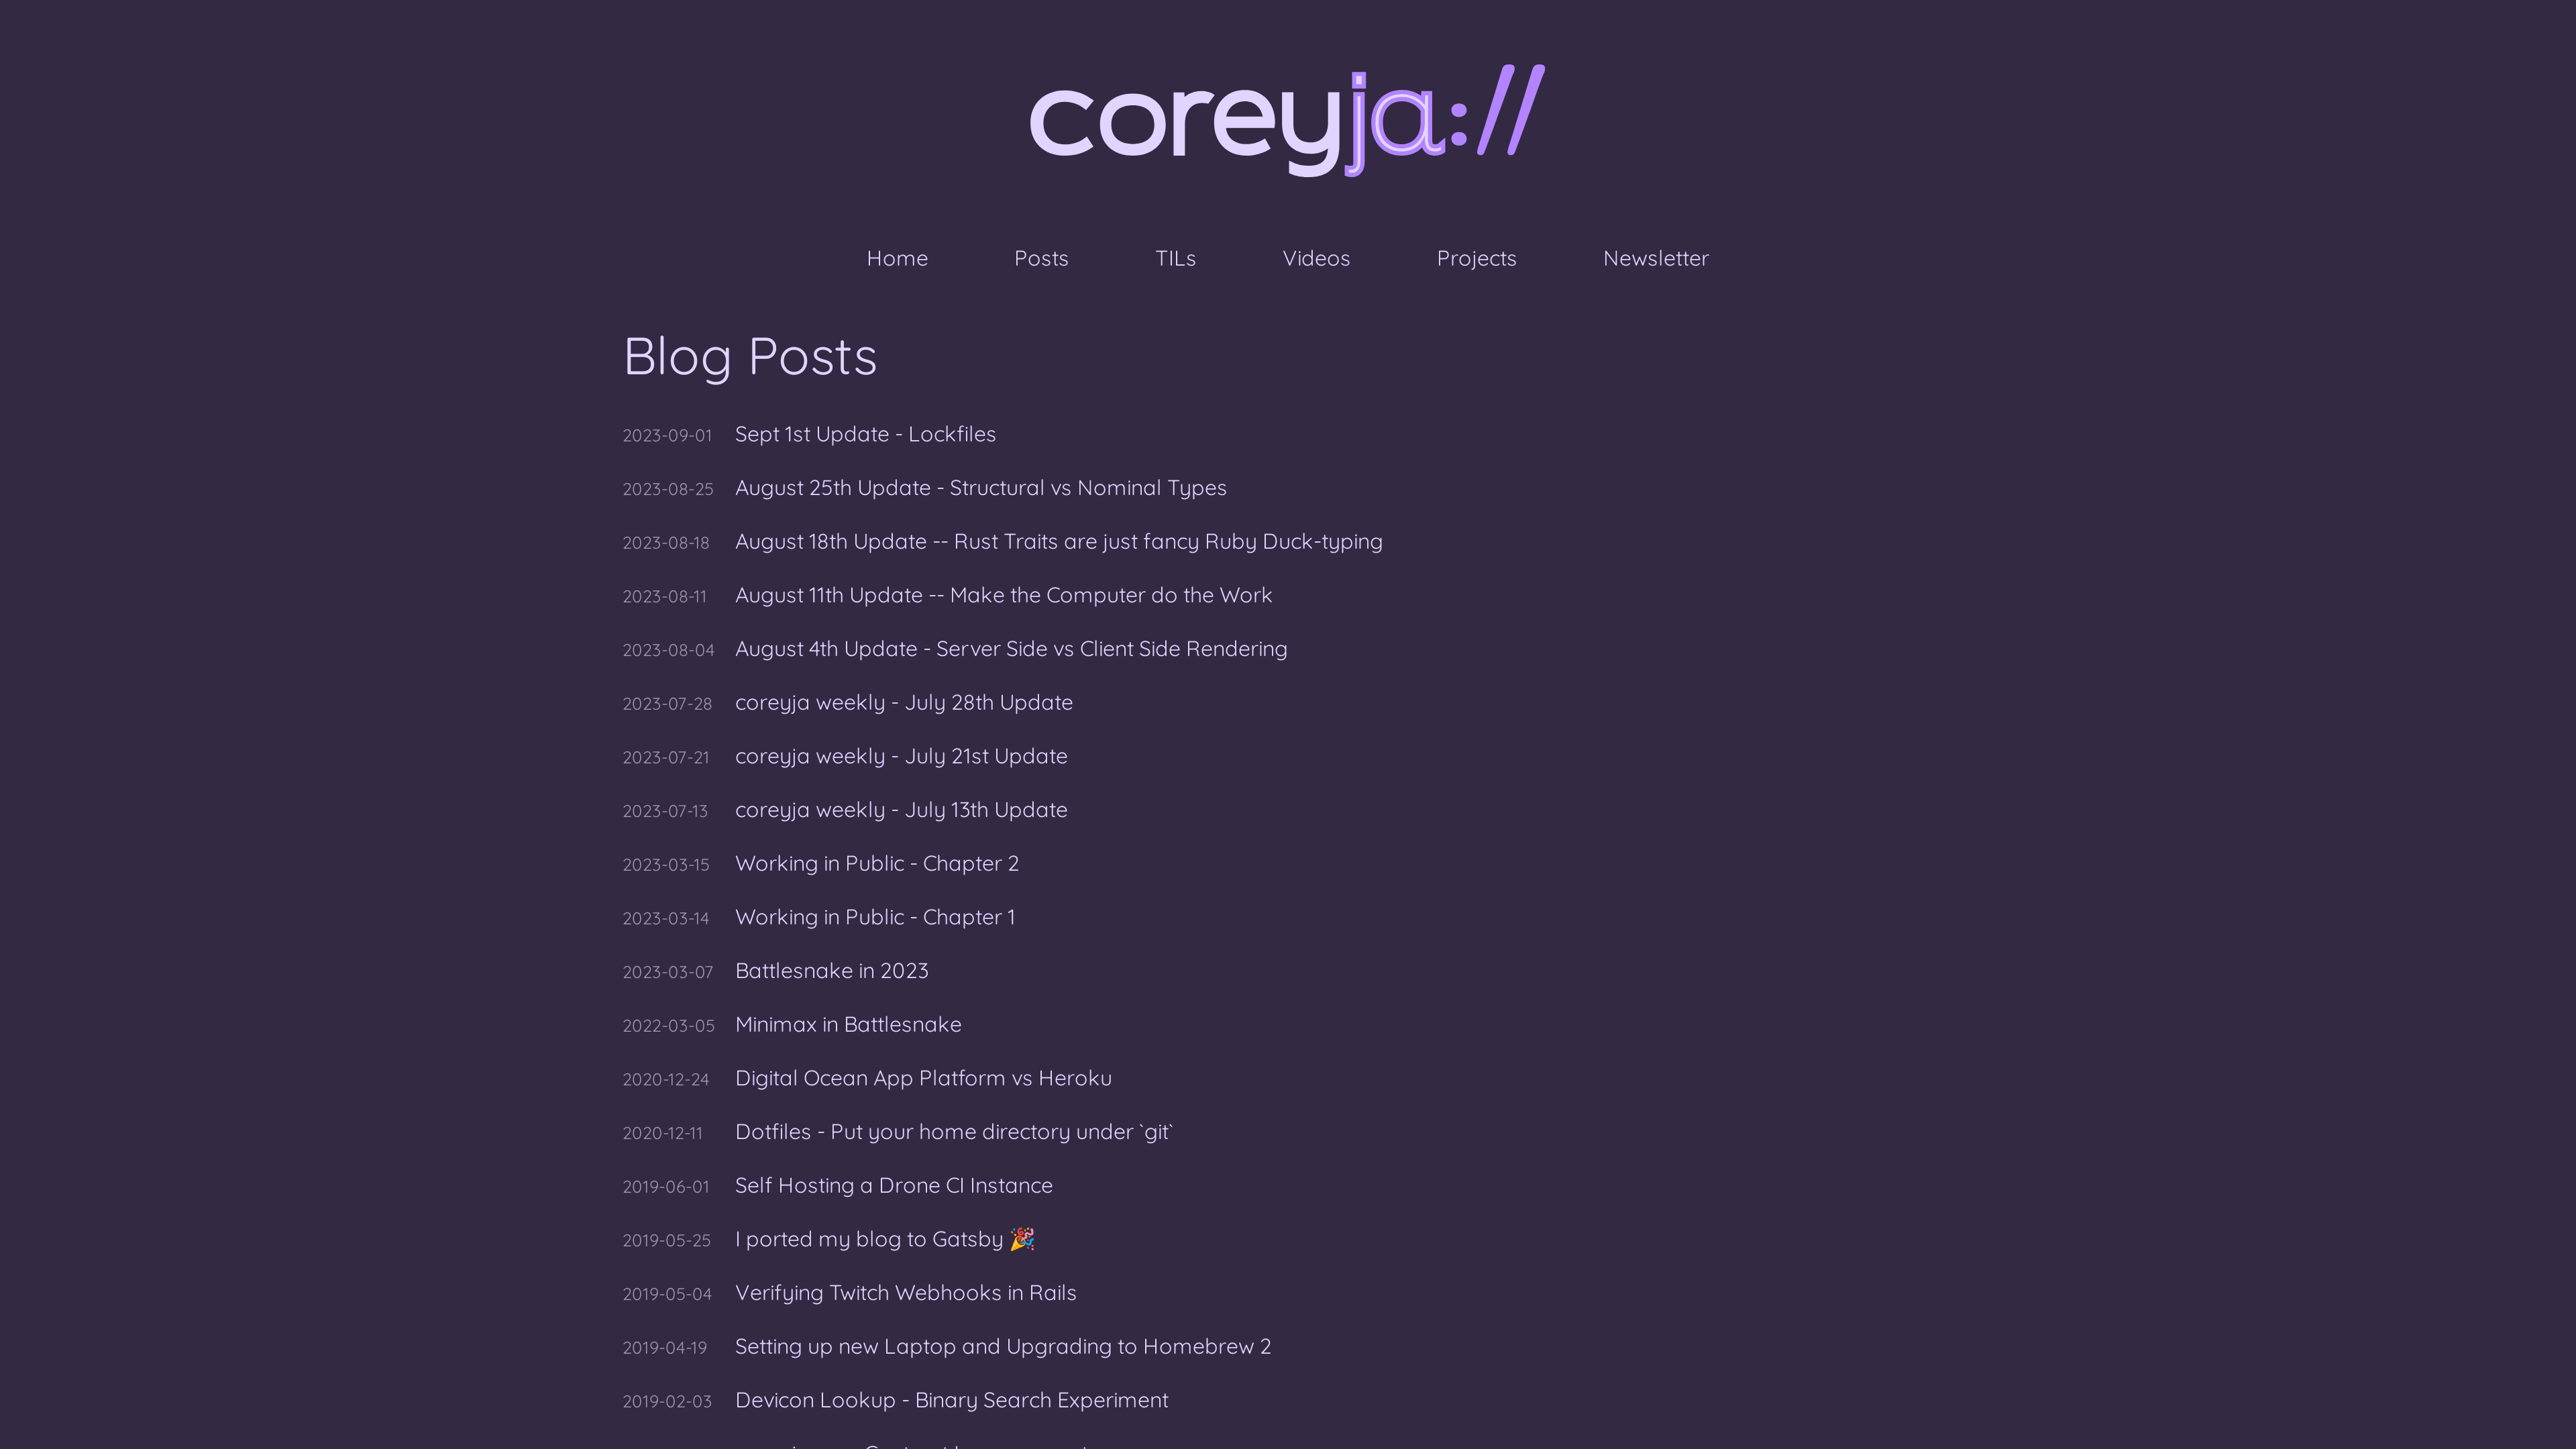 coreyja://
Home Posts TILs Videos Projects Newsletter
Blog Posts
2023-09-01 Sept 1st Update - Lockfiles
2023-08-25 August 25th Update - Structural vs Nominal Types
2023-08-18 August 18th Update -- Rust Traits are just fancy Ruby Duck-typing
2023-08-11 August 11th Update -- Make the Computer do the Work
2023-08-04 August 4th Update - Server Side vs Client Side Rendering
2023-07-28 coreyja weekly - July 28th Update
2023-07-21 coreyja weekly - July 21st Update
2023-07-13 coreyja weekly - July 13th Update
2023-03-15 Working in Public - Chapter 2
2023-03-14 Working in Public - Chapter 1
2023-03-07 Battlesnake in 2023
2022-03-05 Minimax in Battlesnake
2020-12-24 Digital Ocean App Platform vs Heroku
2020-12-11 Dotfiles - Put your home directory under `git`
2019-06-01 Self Hosting a Drone CI Instance
2019-05-25 I ported my blog to Gatsby 🎉
2019-05-04 Verifying Twitch Webhooks in Rails
2019-04-19 Setting up new Laptop and Upgrading to Homebrew 2
2019-02-03 Devicon Lookup - Binary Search Experiment